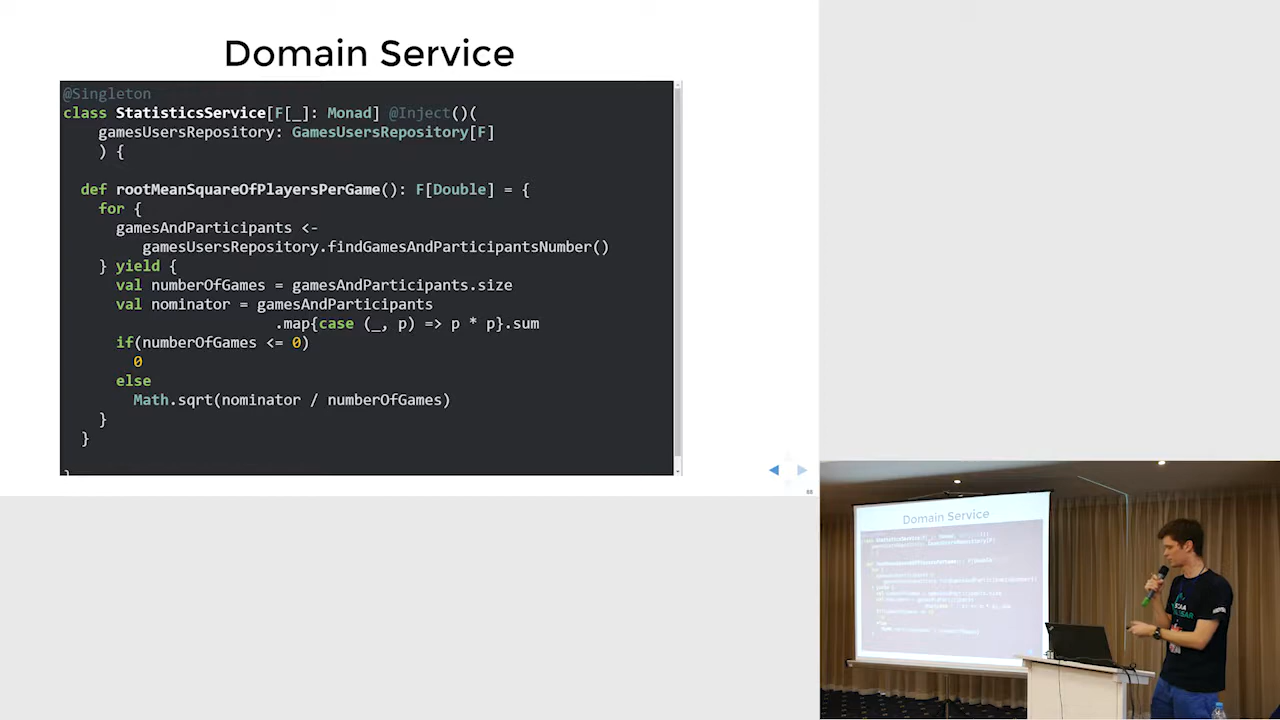 Domain Service
@Singleton
class StatisticsService[F[_]: Monad] @Inject()(
gamesUsersRepository: GamesUsersRepository[F]
) {
def rootMeanSquareOfPlayersPerGame(): F[Double] = {
for {
gamesAndParticipants <-
gamesUsersRepository.findGamesAndParticipantsNumber()
} yield {
val numberOfGames = gamesAndParticipants.size
val nominator = gamesAndParticipants
.map{case (_, p) => p * p}.sum
if(numberOfGames <= 0)
0
else
Math.sqrt(nominator / numberOfGames)
}
}
}
Domain Service